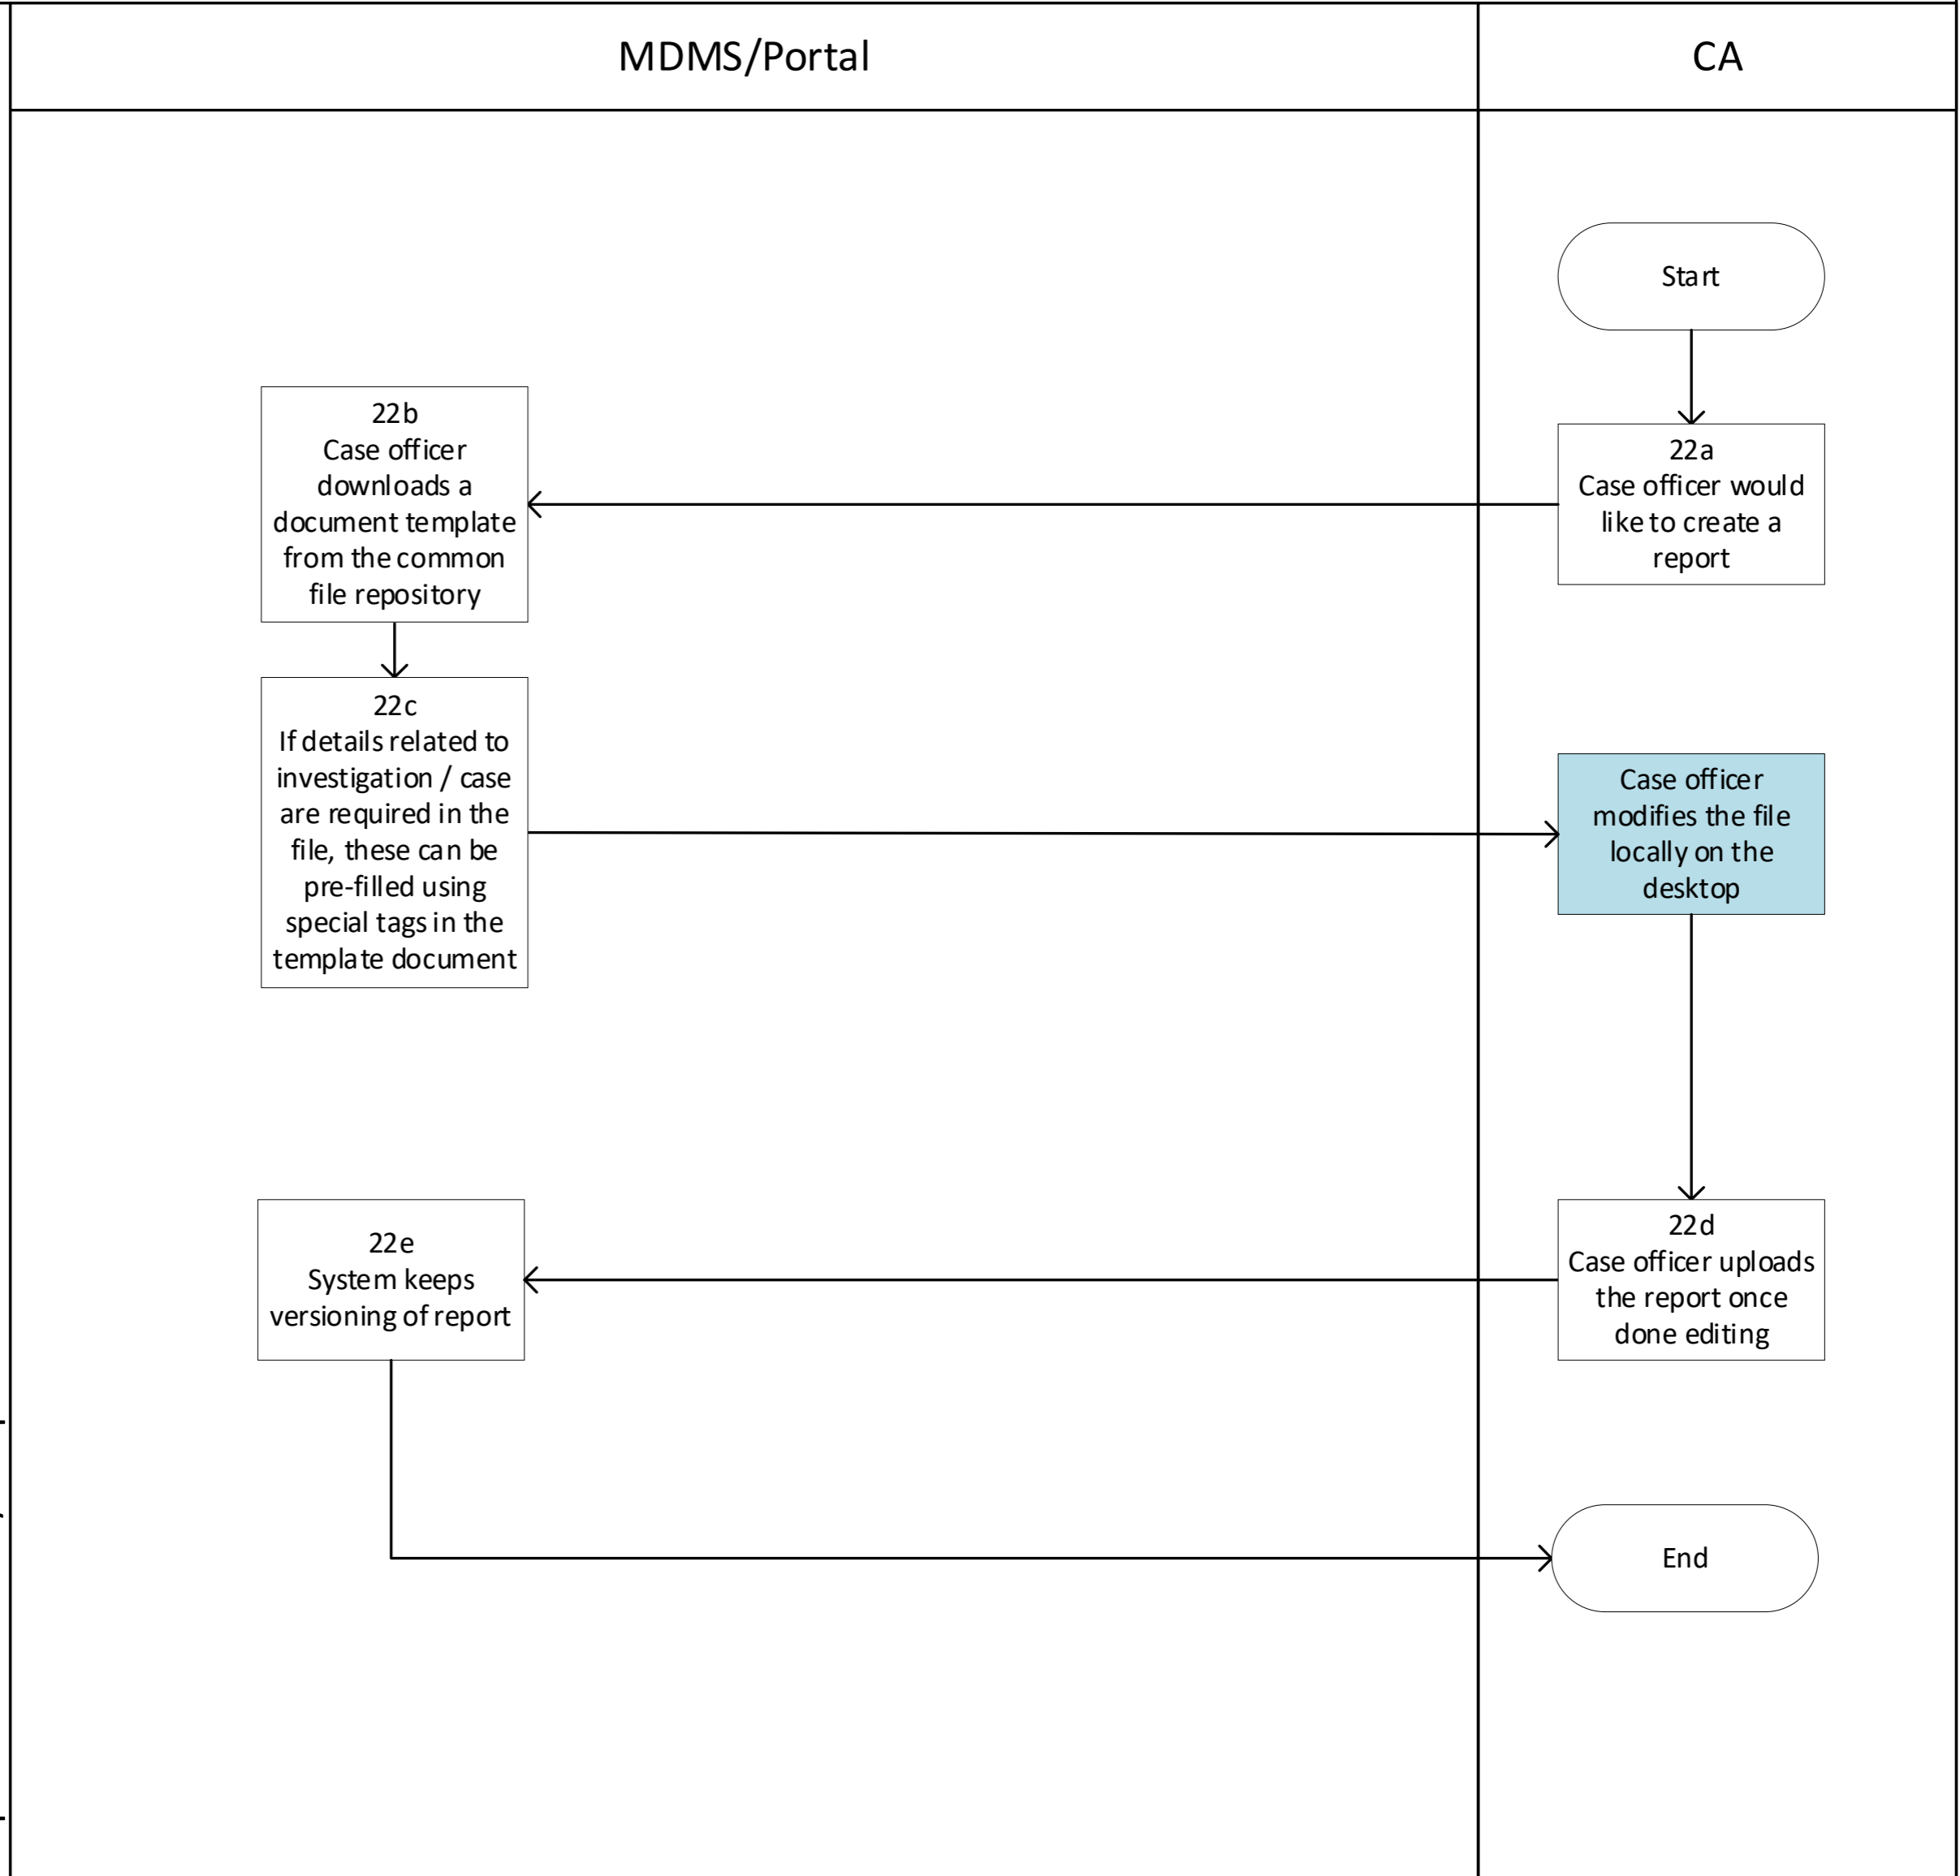 MDMS/Portal
CA
Start
22a
Case officer would
like to create a
report
22b
Case officer
downloads a
document template
from the common
file repository
22c
If details related to
investigation / case
are required in the
file, these can be
pre-filled using
special tags in the
template document
Case officer
modifies the file
locally on the
desktop
22d
Case officer uploads
the report once
done editing
22e
System keeps
versioning of report
End